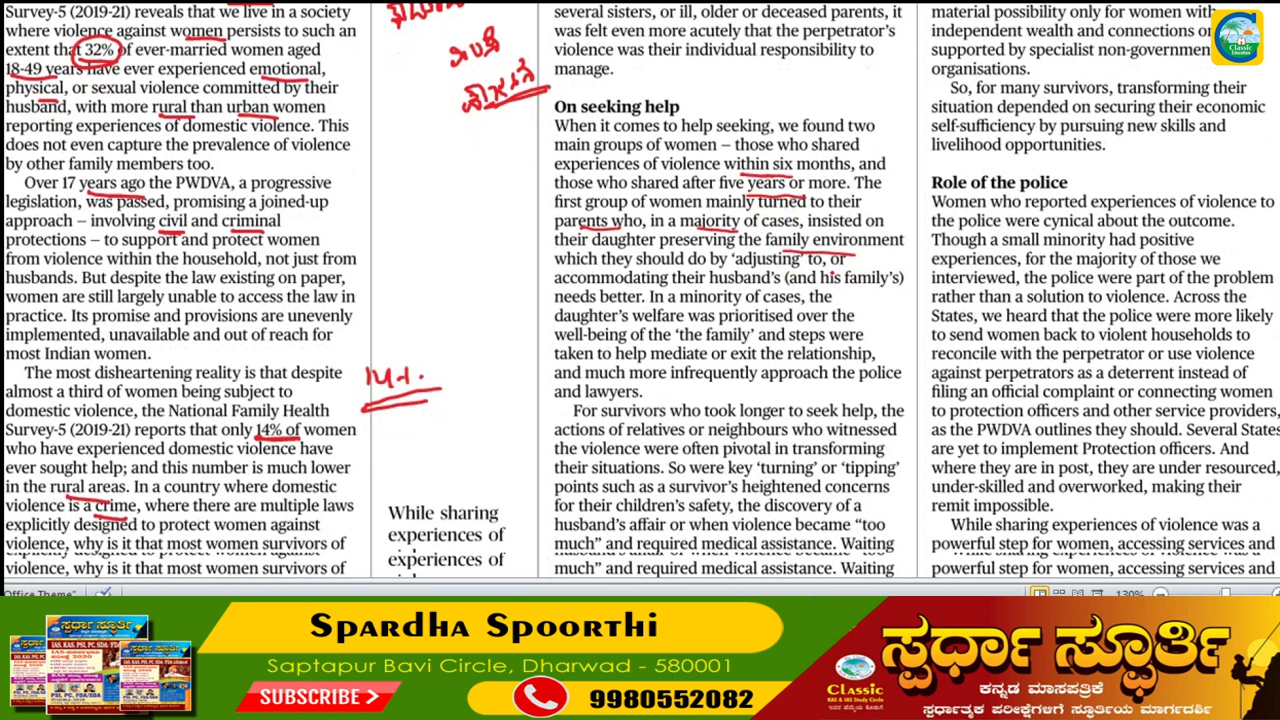 Survey-5 (2019-21) reveals that we live in a society
where violence against women persists to such an
extent that 32% of ever-married women aged
18-49 years have ever experienced emotional,
physical, or sexual violence committed by their
husband, with more rural than urban women
reporting experiences of domestic violence. This
does not even capture the prevalence of violence
by other family members too.
Over 17 years ago the PWDVA, a progressive
legislation, was passed, promising a joined-up
approach – involving civil and criminal
protections – to support and protect women
from violence within the household, not just from
husbands. But despite the law existing on paper,
women are still largely unable to access the law in
practice. Its promise and provisions are unevenly
implemented, unavailable and out of reach for
most Indian women.
The most disheartening reality is that despite
almost a third of women being subject to
domestic violence, the National Family Health
Survey-5 (2019-21) reports that only 14% of women
who have experienced domestic violence have
ever sought help; and this number is much lower
in the rural areas. In a country where domestic
violence is a crime, where there are multiple laws
explicitly designed to protect women against
violence, why is it that most women survivors of
violence, why is it that most women survivors of
While sharing
experiences of
experiences of
several sisters, or ill, older or deceased parents, it
was felt even more acutely that the perpetrator's
violence was their individual responsibility to
manage.
On seeking help
When it comes to help seeking, we found two
main groups of women – those who shared
experiences of violence within six months, and
those who shared after five years or more. The
first group of women mainly turned to their
parents who, in a majority of cases, insisted on
their daughter preserving the family environment
which they should do by 'adjusting' to, or
accommodating their husband's (and his family's)
needs better. In a minority of cases, the
daughter's welfare was prioritised over the
well-being of the 'the family' and steps were
taken to help mediate or exit the relationship,
and much more infrequently approach the police
and lawyers.
For survivors who took longer to seek help, the
actions of relatives or neighbours who witnessed
the violence were often pivotal in transforming
their situations. So were key 'turning' or 'tipping'
points such as a survivor's heightened concerns
for their children's safety, the discovery of a
husband's affair or when violence became "too
much" and required medical assistance. Waiting
much" and required medical assistance. Waiting
material possibility only for women with
independent wealth and connections or
supported by specialist non-government
organisations.
So, for many survivors, transforming their
situation depended on securing their economic
self-sufficiency by pursuing new skills and
livelihood opportunities.
Role of the police
Women who reported experiences of violence to
the police were cynical about the outcome.
Though a small minority had positive
experiences, for the majority of those we
interviewed, the police were part of the problem
rather than a solution to violence. Across the
States, we heard that the police were more likely
to send women back to violent households to
reconcile with the perpetrator or use violence
against perpetrators as a deterrent instead of
filing an official complaint or connecting women
to protection officers and other service providers,
as the PWDVA outlines they should. Several States
are yet to implement Protection officers. And
where they are in post, they are under resourced,
under-skilled and overworked, making their
remit impossible.
While sharing experiences of violence was a
powerful step for women, accessing services and
powerful step for women, accessing services and
Classic
Education
130%
Spardha Spoorthi
Saptapur Bavi Circle Dharwad - 580001
SUBSCRIBE >
9980552082
Classic
IAS & KAS Study Circle
ಸ್ಪರ್ಧಾ ಸ್ಫೂರ್ತಿ
ಕನ್ನಡ ಮಾಸಪತ್ರಿಕೆ
ಸ್ಪರ್ಧಾತ್ಮಕ ಪರೀಕ್ಷೆಗಳಿಗೆ ಸ್ಫೂರ್ತಿಯ ಮಾರ್ಗದರ್ಶಿ